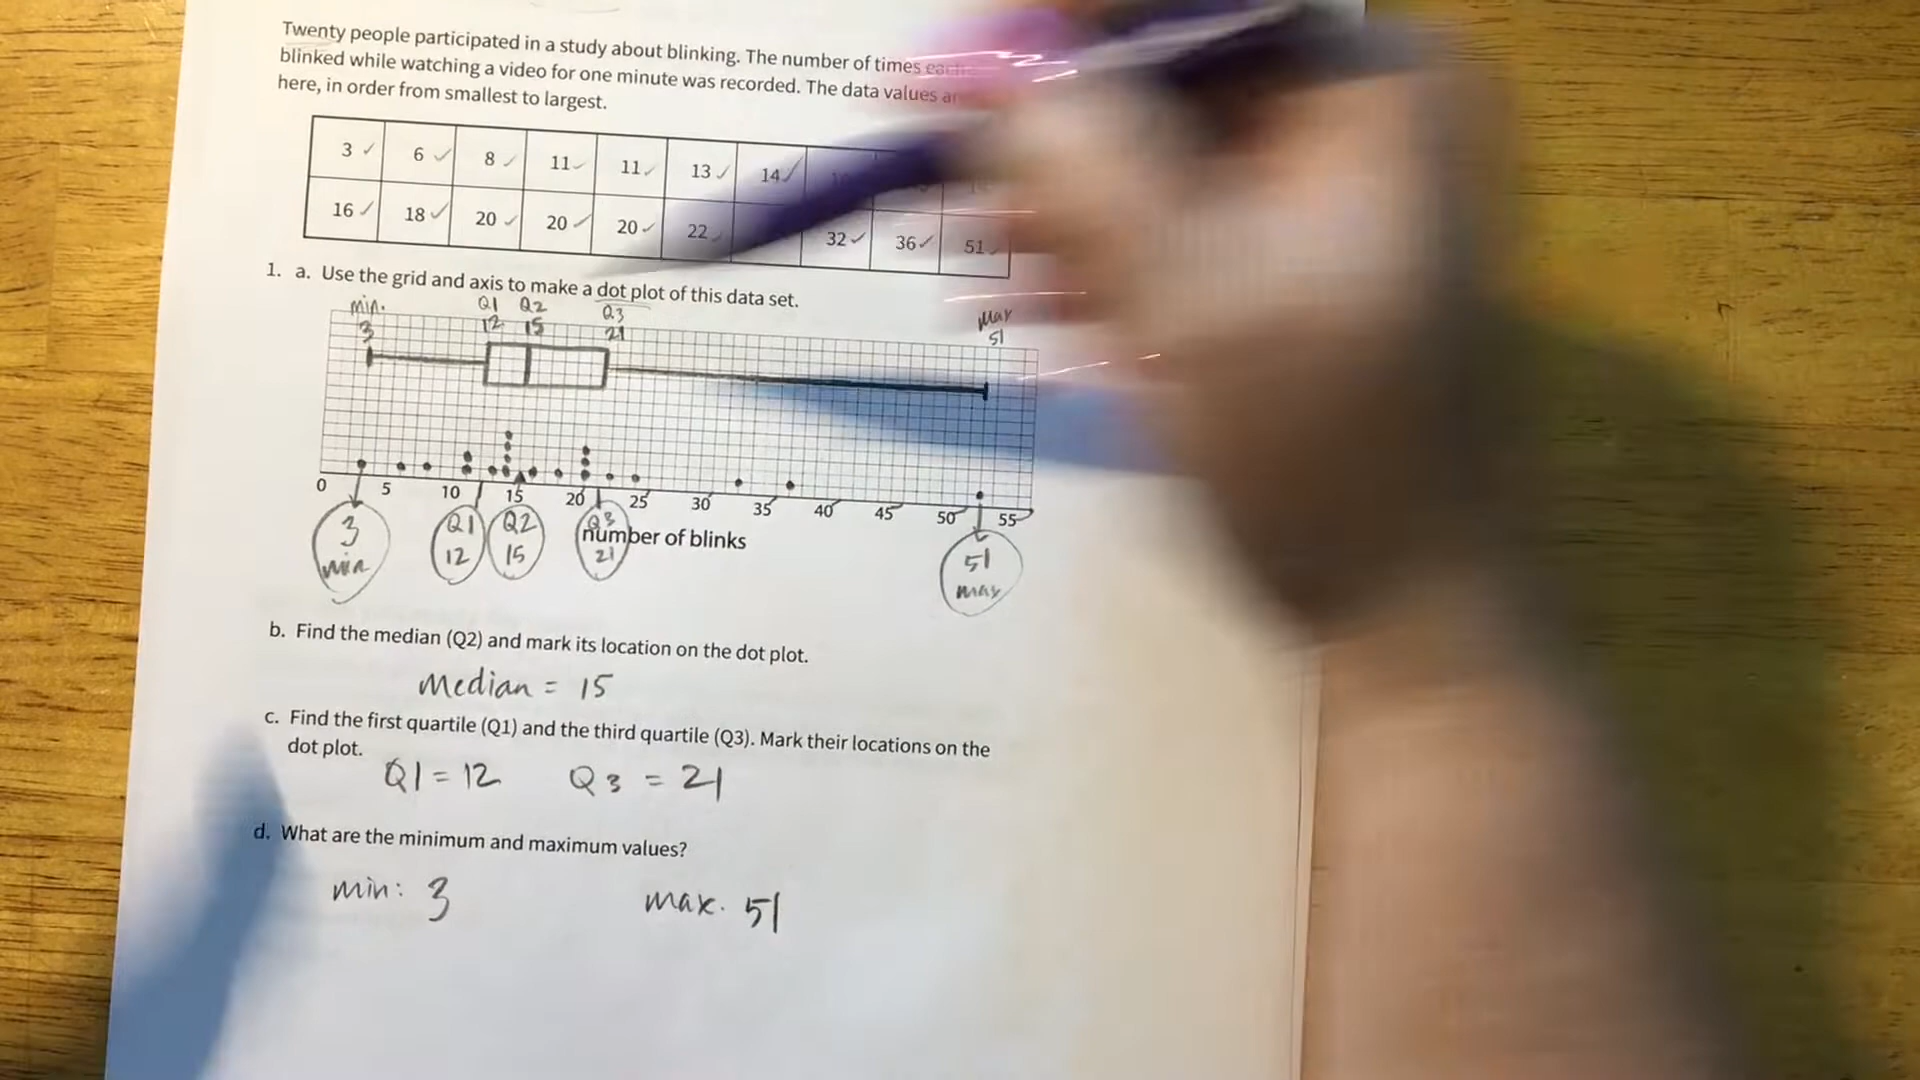 Twenty people participated in a study about blinking. The number of times each
blinked while watching a video for one minute was recorded. The data values
here, in order from smallest to largest.
3 6 8 11 11 13 14
16 18 20 20 20 22 32 36 51
1. a. Use the grid and axis to make a dot plot of this data set.
min. Q1 Q2 Q3 max
3 12 15 21 51
0 5 10 15 20 25 30 35 40 45 50 55
number of blinks
3 Q1 Q2 Q3 51
min 12 15 21 max
b. Find the median (Q2) and mark its location on the dot plot.
Median = 15
c. Find the first quartile (Q1) and the third quartile (Q3). Mark their locations on the
dot plot.
Q1 = 12 Q3 = 21
d. What are the minimum and maximum values?
min: 3 max. 51